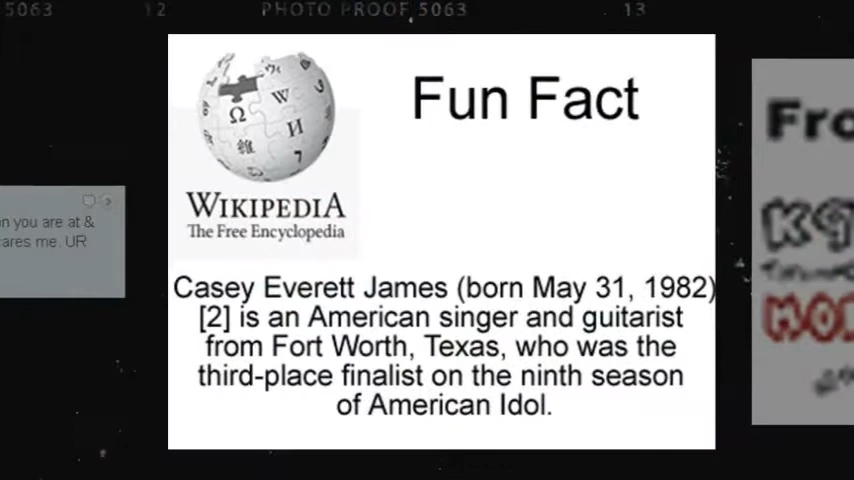 5063
12
PHOTO PROOF 5063
13
Fun Fact
Ω
W
И
WIKIPEDIA
The Free Encyclopedia
Casey Everett James (born May 31, 1982)
[2] is an American singer and guitarist
from Fort Worth, Texas, who was the
third-place finalist on the ninth season
of American Idol.
you are at &
me. UR
Fro
K9